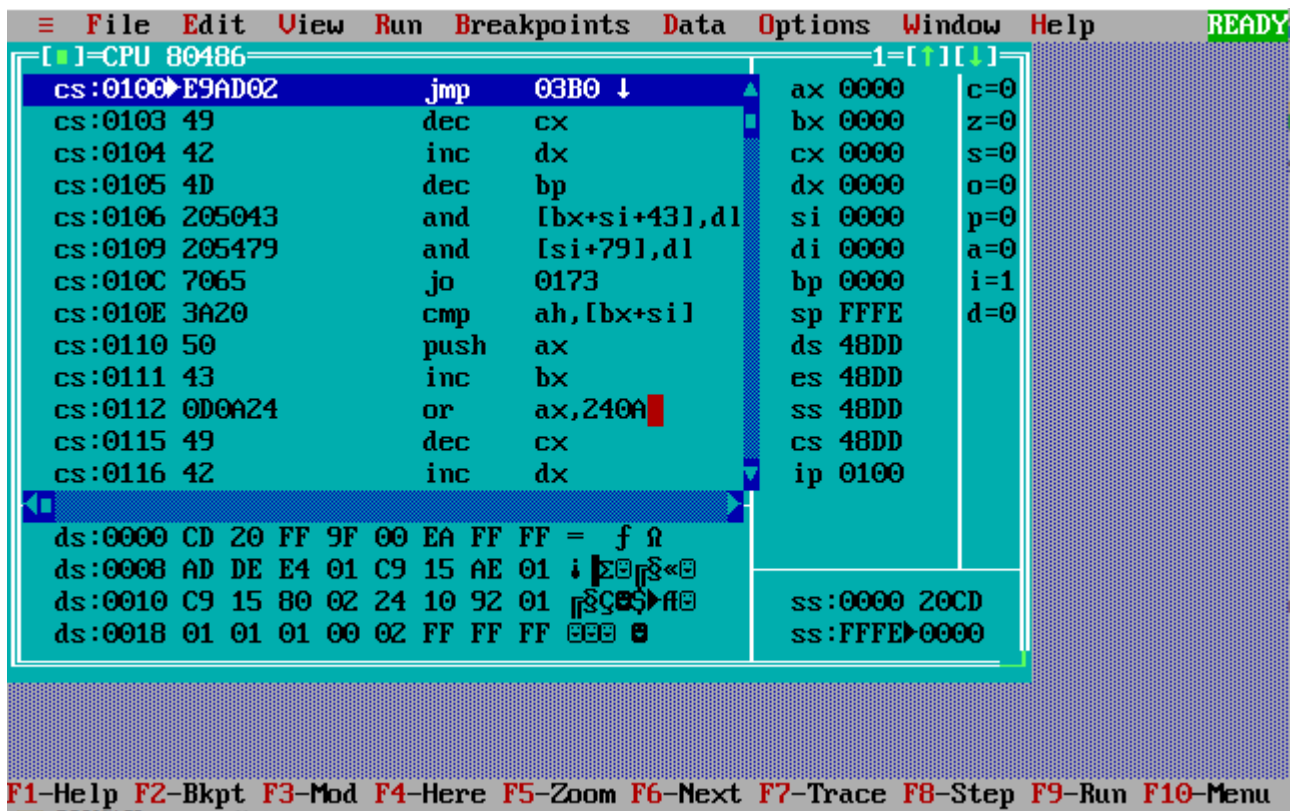 ≡ File Edit View Run Breakpoints Data Options Window Help READY
[■]=CPU 80486 1=[↑][↓]
cs:0100►E9AD02 jmp 03B0 ↓ ax 0000 c=0
cs:0103 49 dec cx bx 0000 z=0
cs:0104 42 inc dx cx 0000 s=0
cs:0105 4D dec bp dx 0000 o=0
cs:0106 205043 and [bx+si+43],dl si 0000 p=0
cs:0109 205479 and [si+79],dl di 0000 a=0
cs:010C 7065 jo 0173 bp 0000 i=1
cs:010E 3A20 cmp ah,[bx+si] sp FFFE d=0
cs:0110 50 push ax ds 48DD
cs:0111 43 inc bx es 48DD
cs:0112 0D0A24 or ax,240A ss 48DD
cs:0115 49 dec cx cs 48DD
cs:0116 42 inc dx ip 0100
ds:0000 CD 20 FF 9F 00 EA FF FF = ƒ Ω
ds:0008 AD DE E4 01 C9 15 AE 01 ¡▐Σ☺╔§«☺
ds:0010 C9 15 80 02 24 10 92 01 ╔§Ç☻$►Æ☺ ss:0000 20CD
ds:0018 01 01 01 00 02 FF FF FF ☺☺☺ ☻ ss:FFFE►0000
F1-Help F2-Bkpt F3-Mod F4-Here F5-Zoom F6-Next F7-Trace F8-Step F9-Run F10-Menu